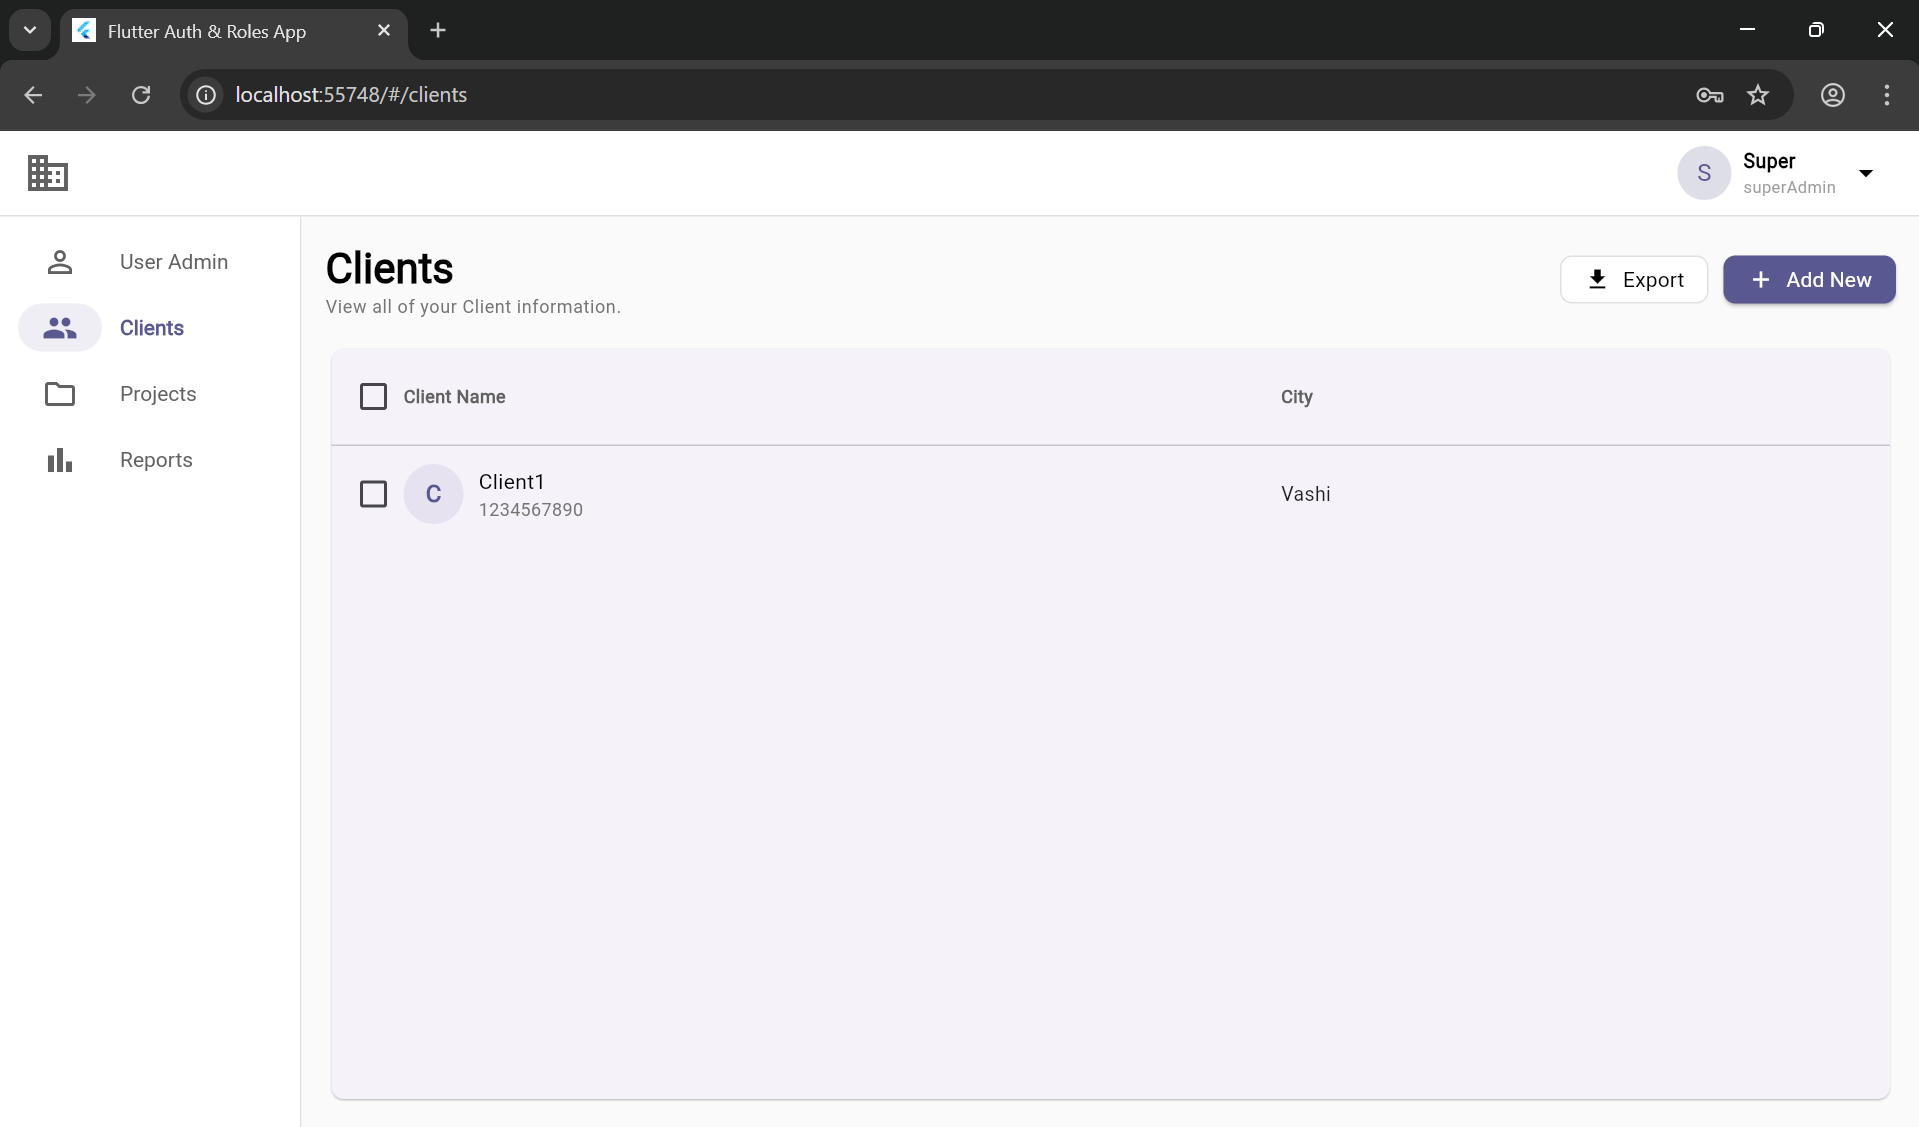 Flutter Auth & Roles App
localhost:55748/#/clients
S
Super
superAdmin
User Admin
Clients
Projects
Reports
Clients
View all of your Client information.
Export
Add New
Client Name
City
C
Client1
1234567890
Vashi